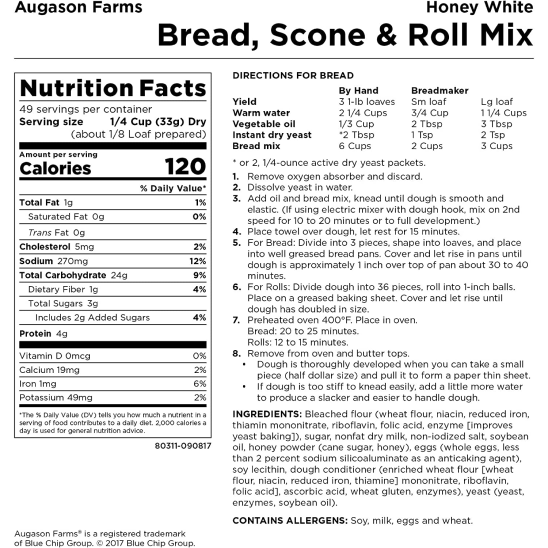 Augason Farms
Honey White
Bread, Scone & Roll Mix
Nutrition Facts
49 servings per container
Serving size 1/4 Cup (33g) Dry
(about 1/8 Loaf prepared)
Amount per serving
Calories 120
% Daily Value*
Total Fat 1g 1%
Saturated Fat 0g 0%
Trans Fat 0g
Cholesterol 5mg 2%
Sodium 270mg 12%
Total Carbohydrate 24g 9%
Dietary Fiber 1g 4%
Total Sugars 3g
Includes 2g Added Sugars 4%
Protein 4g
Vitamin D 0mcg 0%
Calcium 19mg 2%
Iron 1mg 6%
Potassium 49mg 2%
*The % Daily Value (DV) tells you how much a nutrient in a
serving of food contributes to a daily diet. 2,000 calories a
day is used for general nutrition advice.
80311-090817
Augason Farms® is a registered trademark
of Blue Chip Group. © 2017 Blue Chip Group.
DIRECTIONS FOR BREAD
By Hand Breadmaker
Yield 3 1-lb loaves Sm loaf Lg loaf
Warm water 2 1/4 Cups 3/4 Cup 1 1/4 Cups
Vegetable oil 1/3 Cup 2 Tbsp 3 Tbsp
Instant dry yeast *2 Tbsp 1 Tsp 2 Tsp
Bread mix 6 Cups 2 Cups 3 Cups
* or 2, 1/4-ounce active dry yeast packets.
1. Remove oxygen absorber and discard.
2. Dissolve yeast in water.
3. Add oil and bread mix, knead until dough is smooth and
elastic. (If using electric mixer with dough hook, mix on 2nd
speed for 10 to 20 minutes or to full development.)
4. Place towel over dough, let rest for 15 minutes.
5. For Bread: Divide into 3 pieces, shape into loaves, and place
into well greased bread pans. Cover and let rise in pans until
dough is approximately 1 inch over top of pan about 30 to 40
minutes.
6. For Rolls: Divide dough into 36 pieces, roll into 1-inch balls.
Place on a greased baking sheet. Cover and let rise until
dough has doubled in size.
7. Preheated oven 400°F. Place in oven.
Bread: 20 to 25 minutes.
Rolls: 12 to 15 minutes.
8. Remove from oven and butter tops.
• Dough is thoroughly developed when you can take a small
piece (half dollar size) and pull it to form a paper thin sheet.
• If dough is too stiff to knead easily, add a little more water
to produce a slacker and easier to handle dough.
INGREDIENTS: Bleached flour (wheat flour, niacin, reduced iron,
thiamin mononitrate, riboflavin, folic acid, enzyme [improves
yeast baking]), sugar, nonfat dry milk, non-iodized salt, soybean
oil, honey powder (cane sugar, honey), eggs (whole eggs, less
than 2 percent sodium silicoaluminate as an anticaking agent),
soy lecithin, dough conditioner (enriched wheat flour [wheat
flour, niacin, reduced iron, thiamine] mononitrate, riboflavin,
folic acid], ascorbic acid, wheat gluten, enzymes), yeast (yeast,
enzymes, soybean oil).
CONTAINS ALLERGENS: Soy, milk, eggs and wheat.